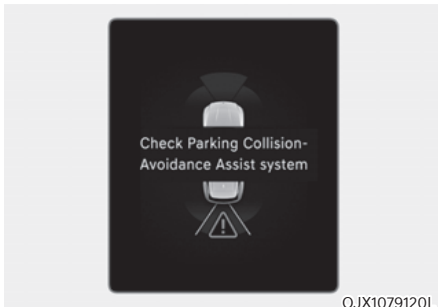 Check Parking Collision-
Avoidance Assist system
OJX1079120L